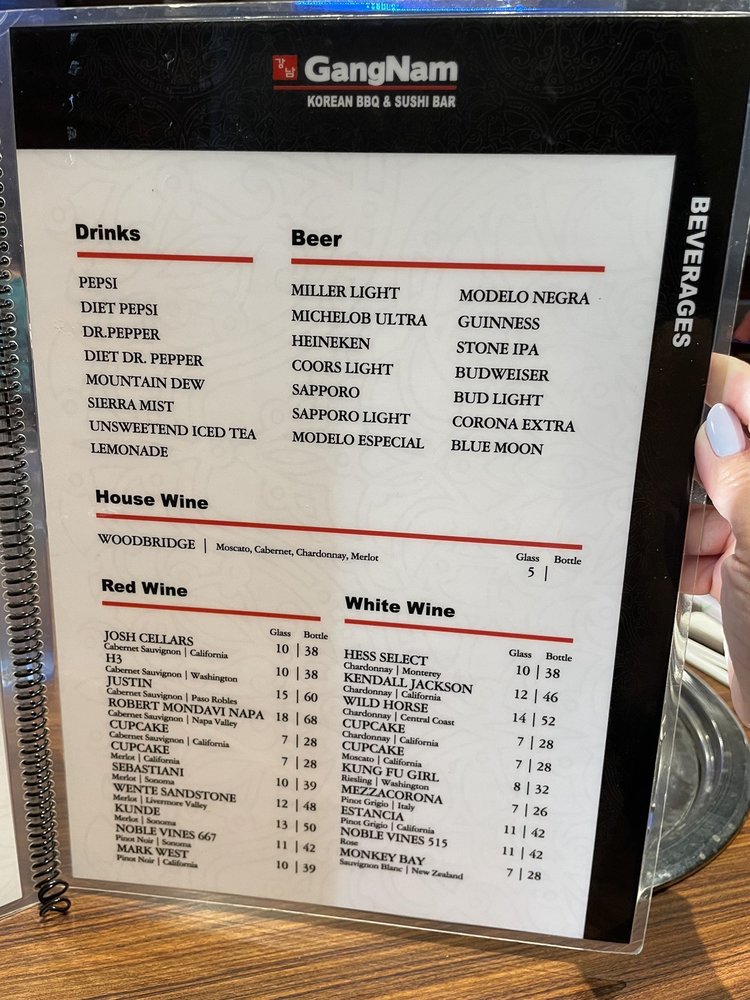 강남
GangNam
KOREAN BBQ & SUSHI BAR
BEVERAGES
Drinks
PEPSI
DIET PEPSI
DR.PEPPER
DIET DR. PEPPER
MOUNTAIN DEW
SIERRA MIST
UNSWEETEND ICED TEA
LEMONADE
Beer
MILLER LIGHT
MICHELOB ULTRA
HEINEKEN
COORS LIGHT
SAPPORO
SAPPORO LIGHT
MODELO ESPECIAL
MODELO NEGRA
GUINNESS
STONE IPA
BUDWEISER
BUD LIGHT
CORONA EXTRA
BLUE MOON
House Wine
Glass Bottle
WOODBRIDGE | Moscato, Cabernet, Chardonnay, Merlot 5 |
Red Wine
Glass Bottle
JOSH CELLARS 10 | 38
Cabernet Sauvignon | California
H3 10 | 38
Cabernet Sauvignon | Washington
JUSTIN 15 | 60
Cabernet Sauvignon | Paso Robles
ROBERT MONDAVI NAPA 18 | 68
Cabernet Sauvignon | Napa Valley
CUPCAKE 7 | 28
Cabernet Sauvignon | California
CUPCAKE 7 | 28
Merlot | California
SEBASTIANI 10 | 39
Merlot | Sonoma
WENTE SANDSTONE 12 | 48
Merlot | Livermore Valley
KUNDE 13 | 50
Merlot | Sonoma
NOBLE VINES 667 11 | 42
Pinot Noir | Sonoma
MARK WEST 10 | 39
Pinot Noir | California
White Wine
Glass Bottle
HESS SELECT 10 | 38
Chardonnay | Monterey
KENDALL JACKSON 12 | 46
Chardonnay | California
WILD HORSE 14 | 52
Chardonnay | Central Coast
CUPCAKE 7 | 28
Chardonnay | California
CUPCAKE 7 | 28
Moscato | California
KUNG FU GIRL 8 | 32
Riesling | Washington
MEZZACORONA 7 | 26
Pinot Grigio | Italy
ESTANCIA 11 | 42
Pinot Grigio | California
NOBLE VINES 515 11 | 42
Rose
MONKEY BAY 7 | 28
Sauvignon Blanc | New Zealand